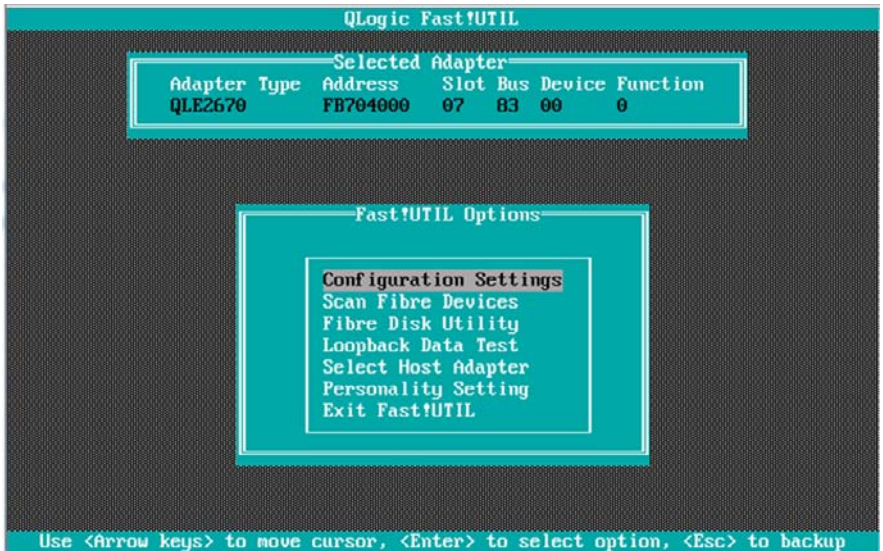 QLogic Fast!UTIL
Selected Adapter
Adapter Type Address Slot Bus Device Function
QLE2670 FB704000 07 83 00 0
Fast!UTIL Options
Configuration Settings
Scan Fibre Devices
Fibre Disk Utility
Loopback Data Test
Select Host Adapter
Personality Setting
Exit Fast!UTIL
Use <Arrow keys> to move cursor, <Enter> to select option, <Esc> to backup